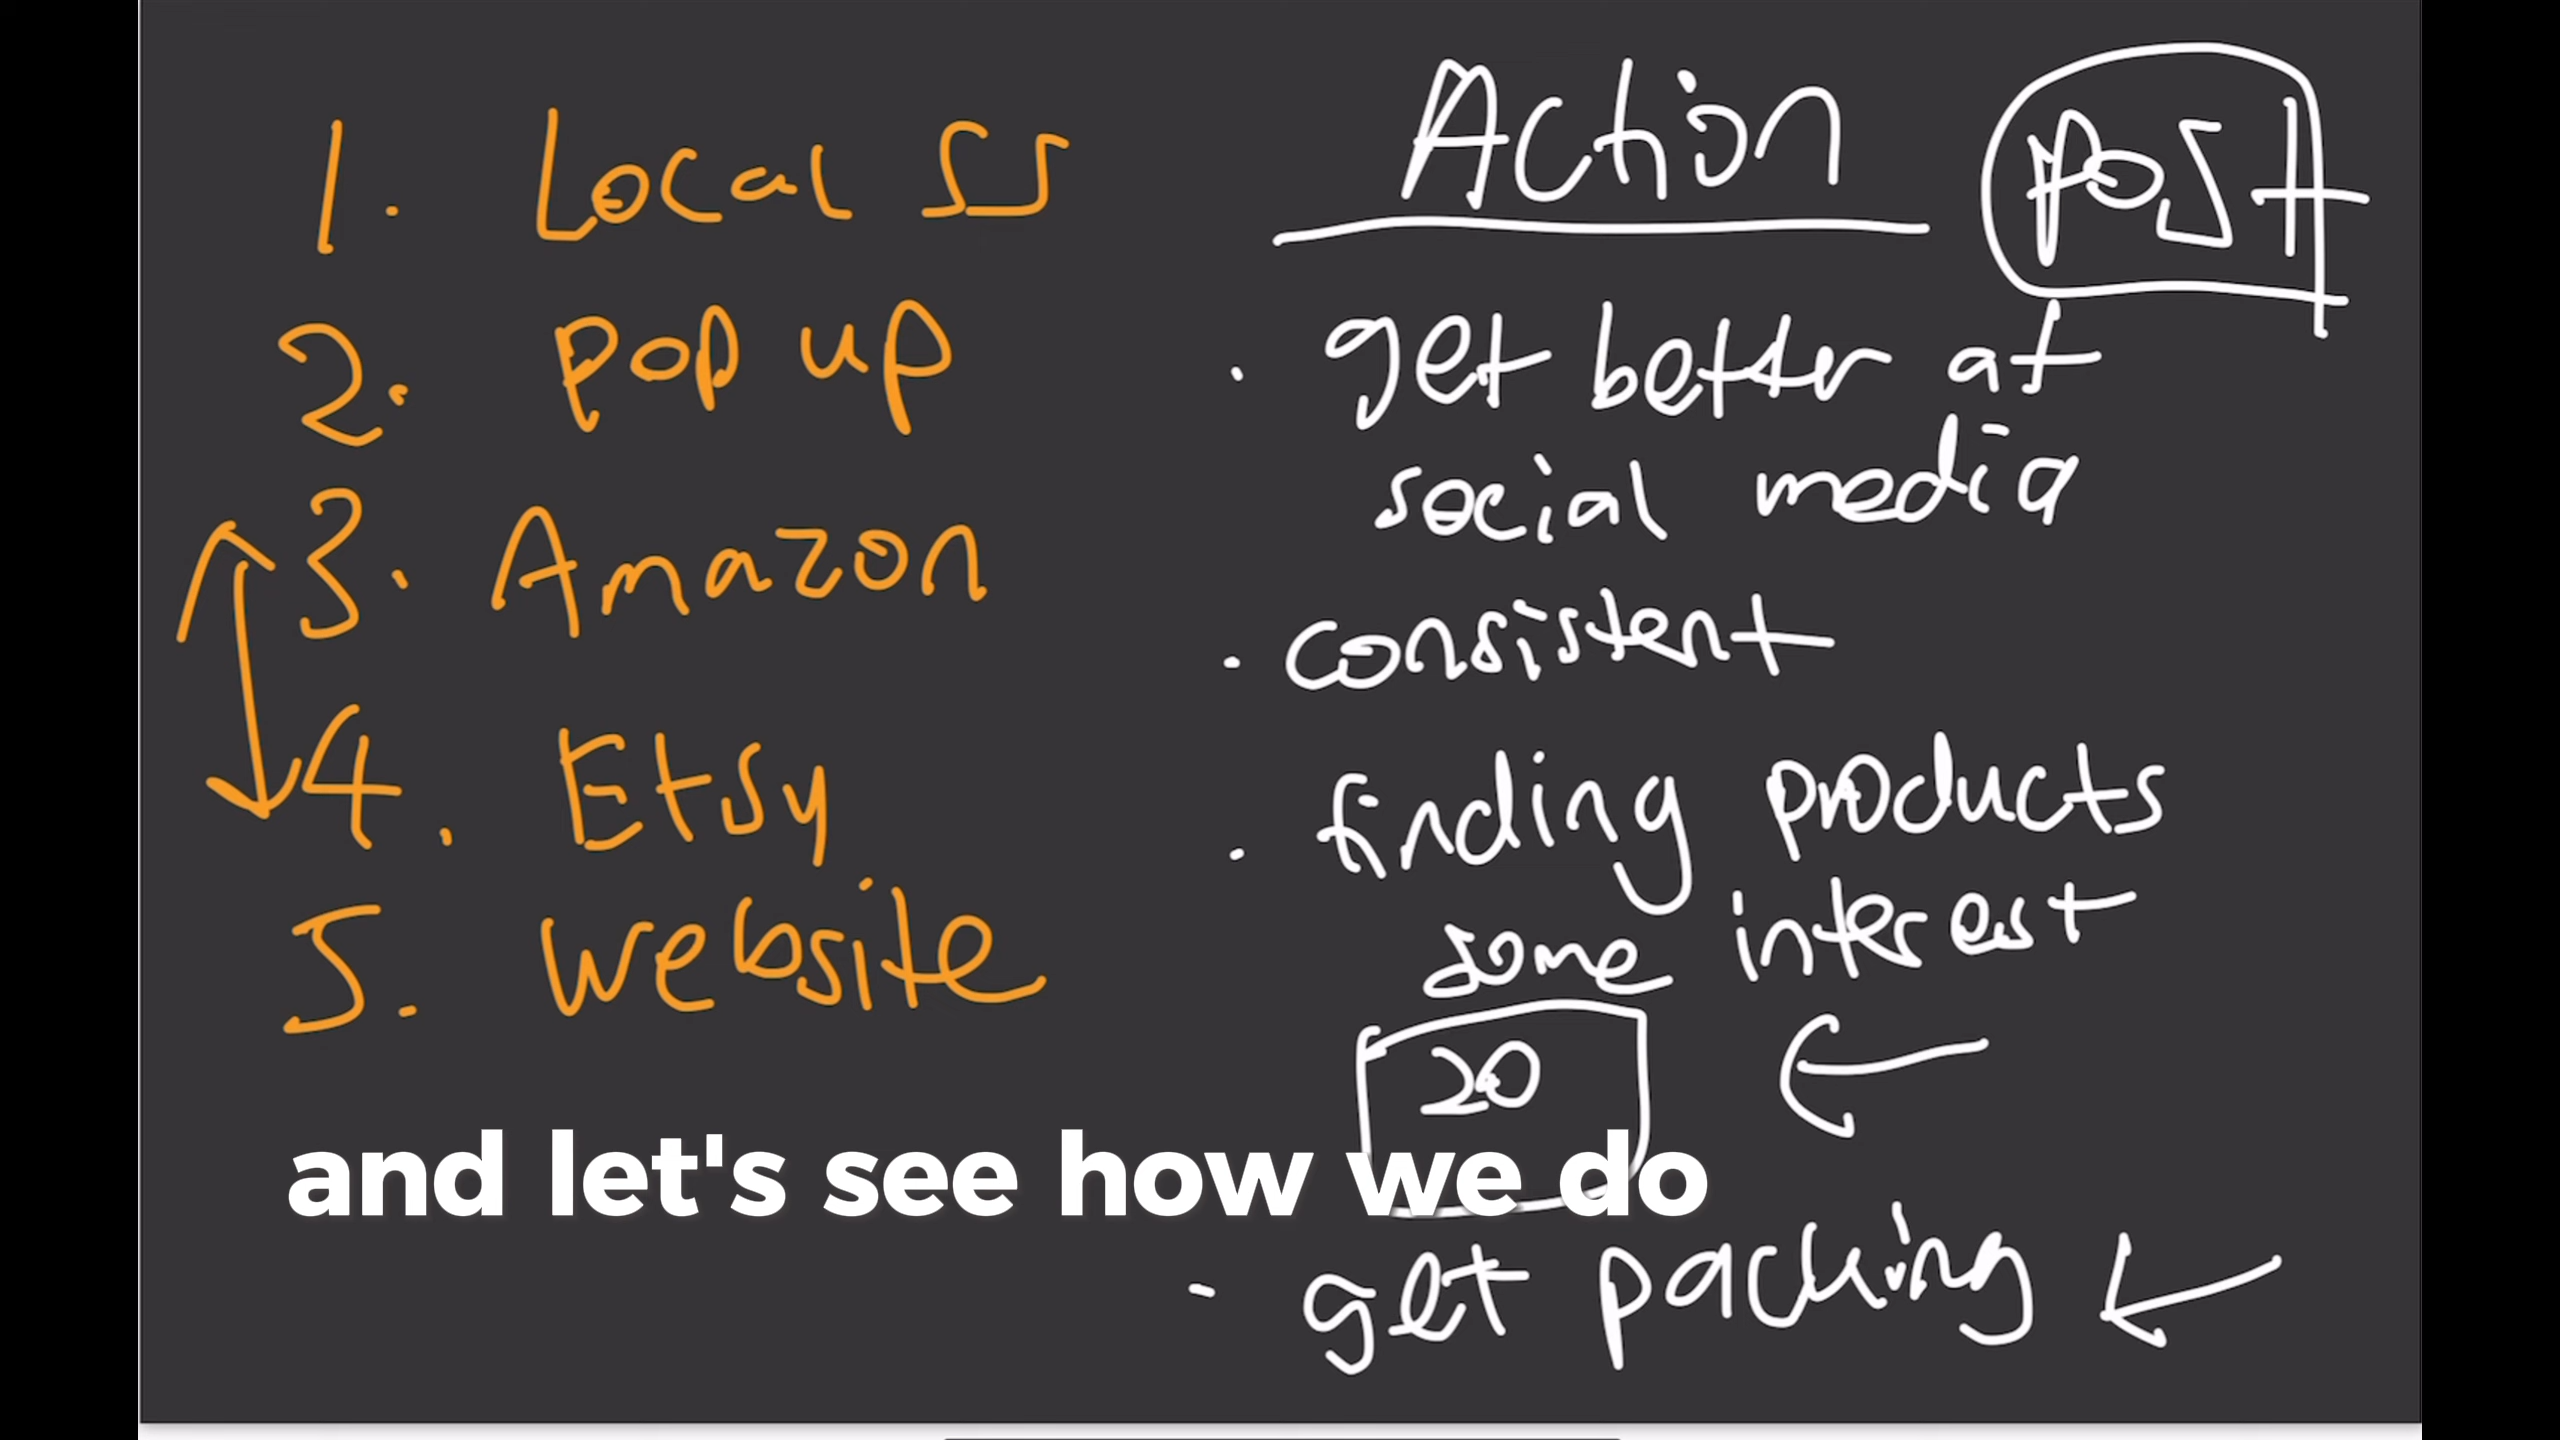 1. Local SS
2. Pop up
3. Amazon
4. Etsy
5. website
Action
post
· get better at
social media
· consistent
· finding products
some interest
20
and let's see how we do
- get packing